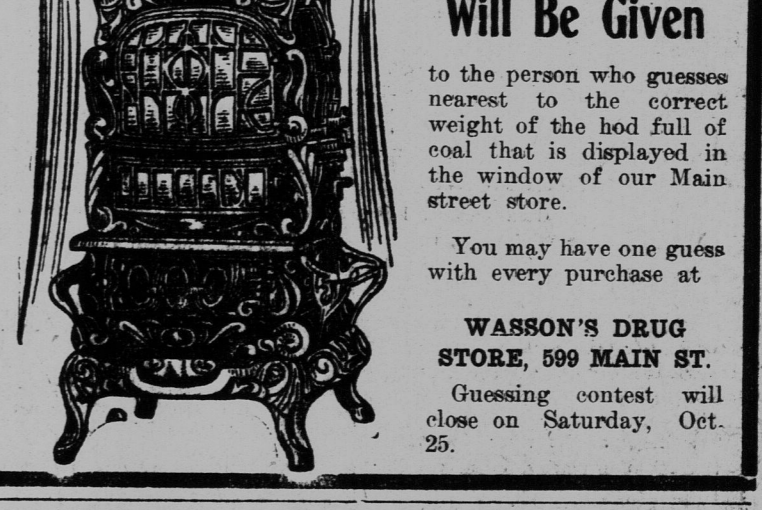 Will Be Given
to the person who guesses
nearest to the correct
weight of the hod full of
coal that is displayed in
the window of our Main
street store.
You may have one guess
with every purchase at
WASSON'S DRUG
STORE, 599 MAIN ST.
Guessing contest will
close on Saturday, Oct.
25.